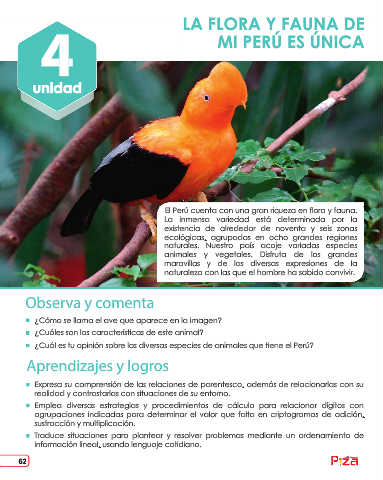 4
unidad
LA FLORA Y FAUNA DE
MI PERÚ ES ÚNICA
El Perú cuenta con una gran riqueza en flora y fauna.
La inmensa variedad está determinada por la
existencia de alrededor de noventa y seis zonas
ecológicas, agrupados en ocho grandes regiones
naturales. Nuestro país acoje variadas especies
animales y vegetales. Disfruta de las grandes
maravillas y de las diversas expresiones de la
naturaleza con las que el hombre ha sabido convivir.
Observa y comenta
¿Cómo se llama el ave que aparece en la imagen?
¿Cuáles son las características de este animal?
¿Cuál es tu opinión sobre las diversas especies de animales que tiene el Perú?
Aprendizajes y logros
Expresa su comprensión de las relaciones de parentesco, además de relacionarlas con su
realidad y contrastarlas con situaciones de su entorno.
Emplea diversas estrategias y procedimientos de cálculo para relacionar dígitos con
agrupaciones indicadas para determinar el valor que falta en criptogramas de adición,
sustracción y multiplicación.
Traduce situaciones para plantear y resolver problemas mediante un ordenamiento de
información lineal, usando lenguaje cotidiano.
62